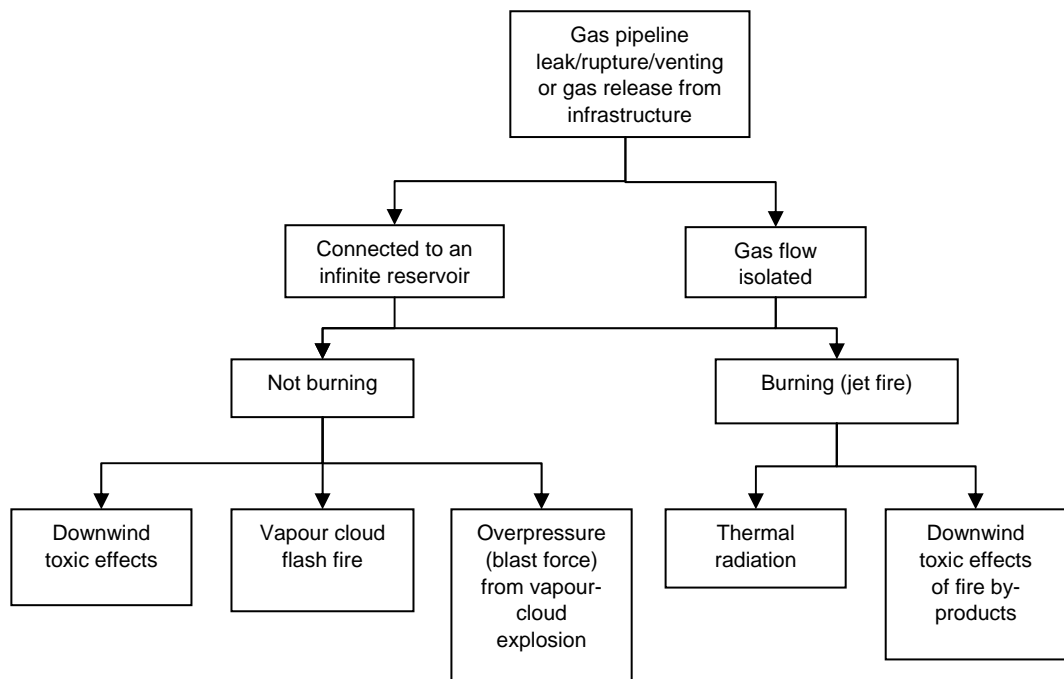 Gas pipeline
leak/rupture/venting
or gas release from
infrastructure
Connected to an
infinite reservoir
Gas flow
isolated
Not burning
Burning (jet fire)
Downwind
toxic effects
Vapour cloud
flash fire
Overpressure
(blast force)
from vapour-
cloud
explosion
Thermal
radiation
Downwind
toxic effects
of fire by-
products